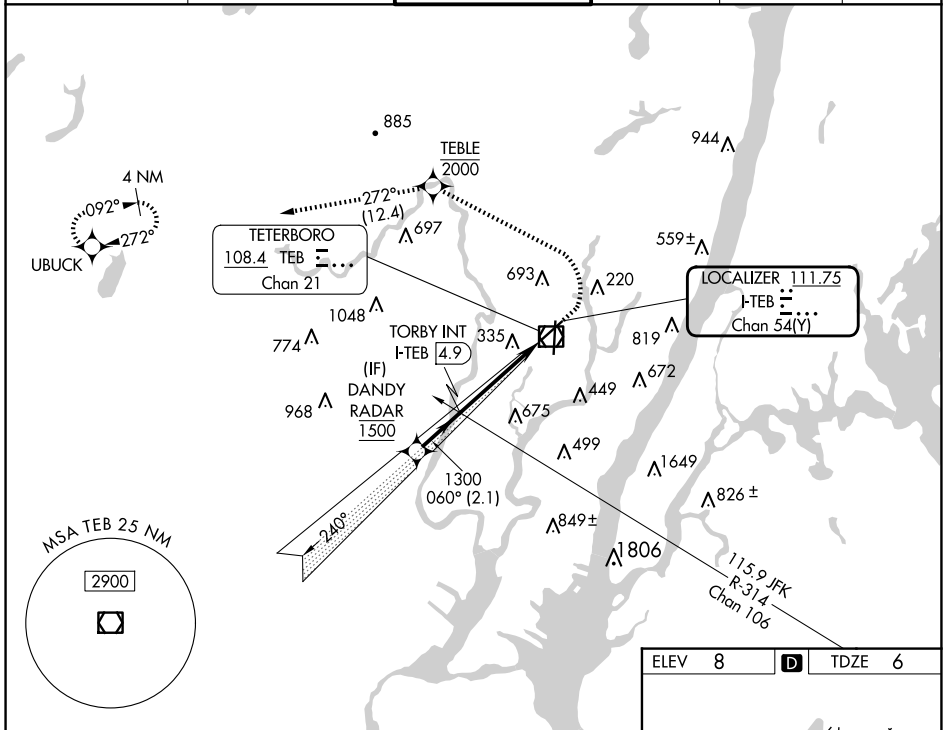 885
944
TEBLE
2000
4 NM
092°
272°
UBUCK
272°
(12.4)
697
TETERBORO
108.4 TEB
Chan 21
559±
693
220
LOCALIZER 111.75
I-TEB
Chan 54(Y)
1048
774
TORBY INT
I-TEB 4.9
335
819
(IF)
DANDY
RADAR
1500
968
672
449
675
499
1300
060° (2.1)
1649
826 ±
849±
1806
240°
MSA TEB 25 NM
2900
115.9 JFK
R-314
Chan 106
ELEV 8 D TDZE 6